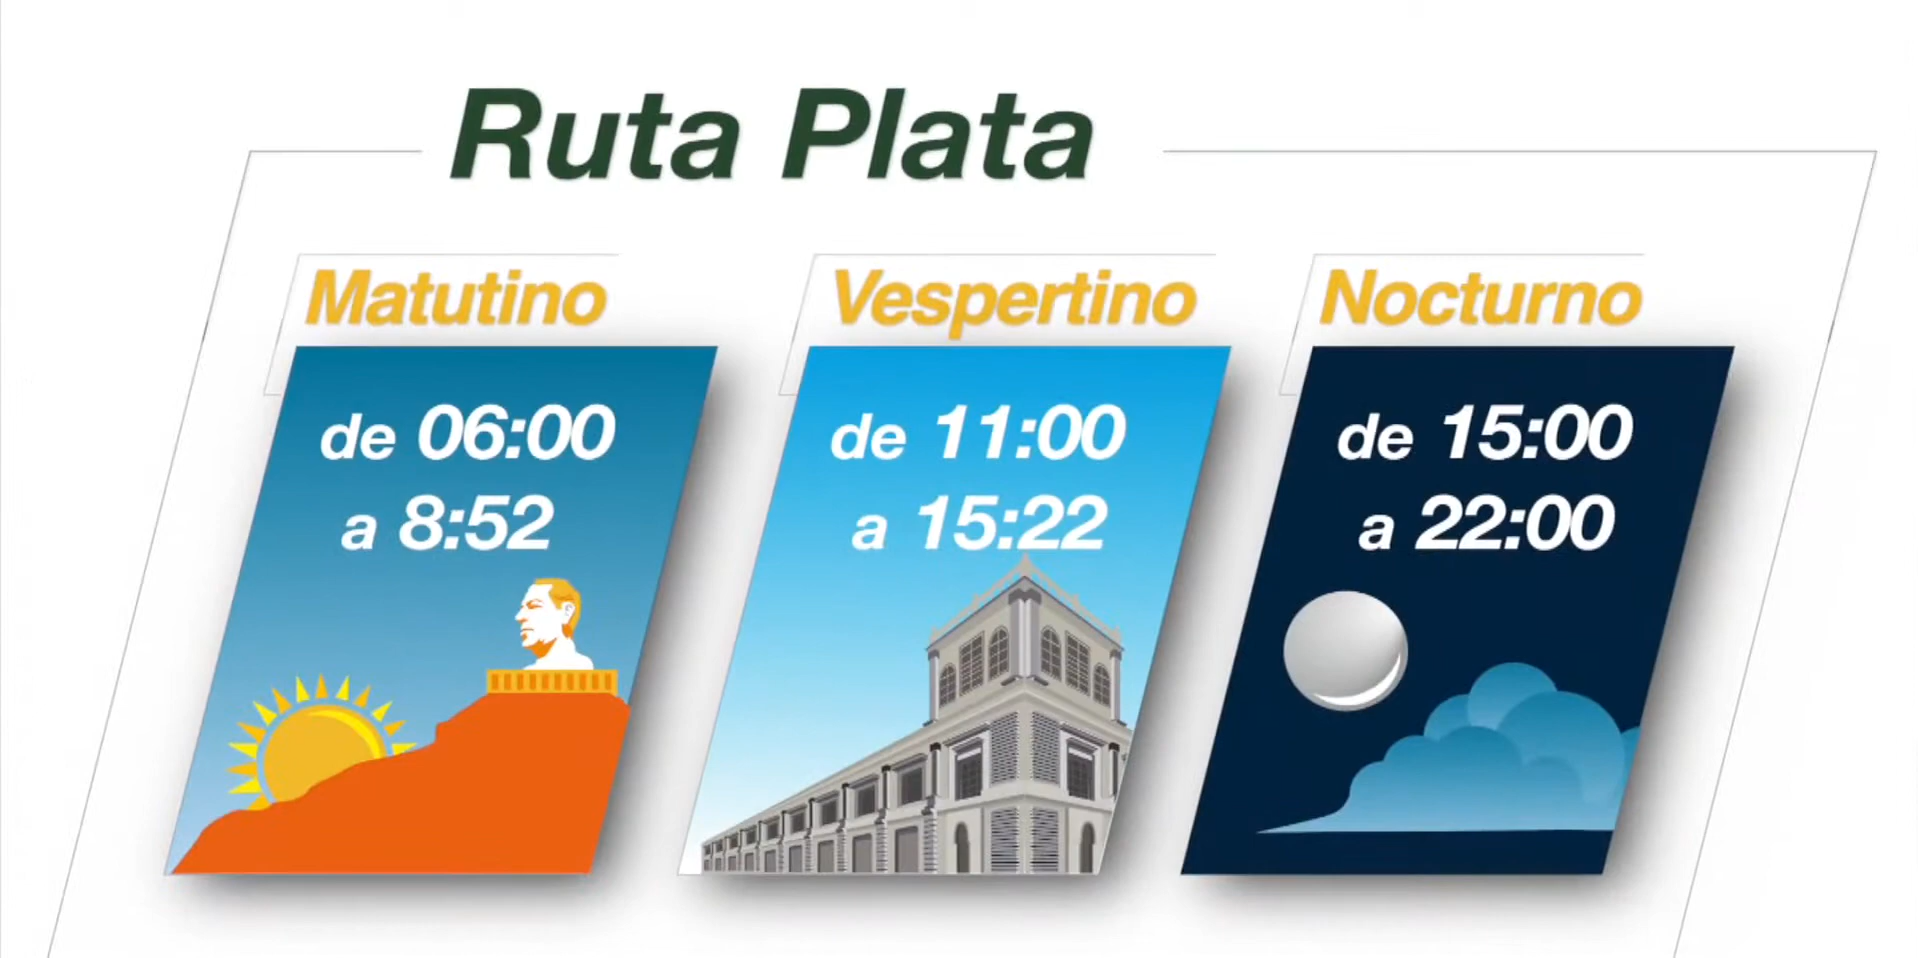 Ruta Plata
Matutino
de 06:00
a 8:52
Vespertino
de 11:00
a 15:22
Nocturno
de 15:00
a 22:00